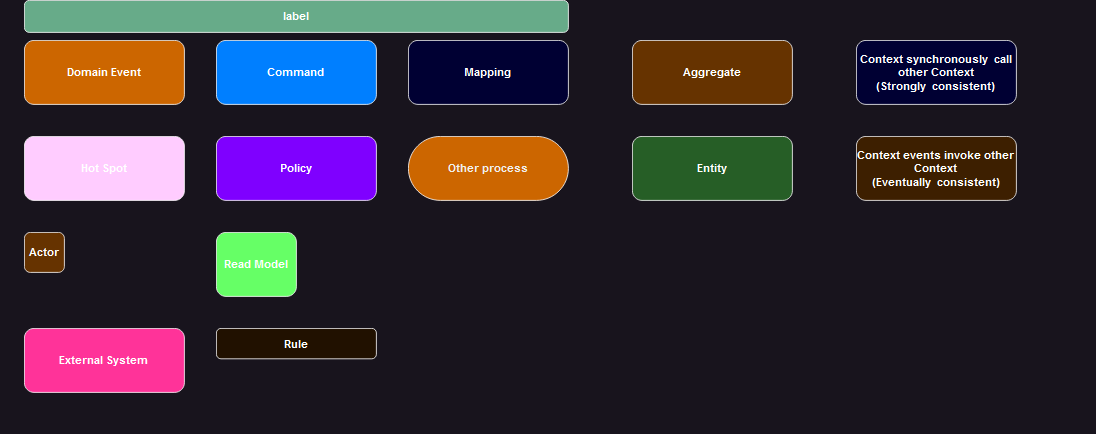 label
Domain Event
Command
Mapping
Aggregate
Context synchronously call
other Context
(Strongly consistent)
Hot Spot
Policy
Other process
Entity
Context events invoke other
Context
(Eventually consistent)
Actor
Read Model
External System
Rule